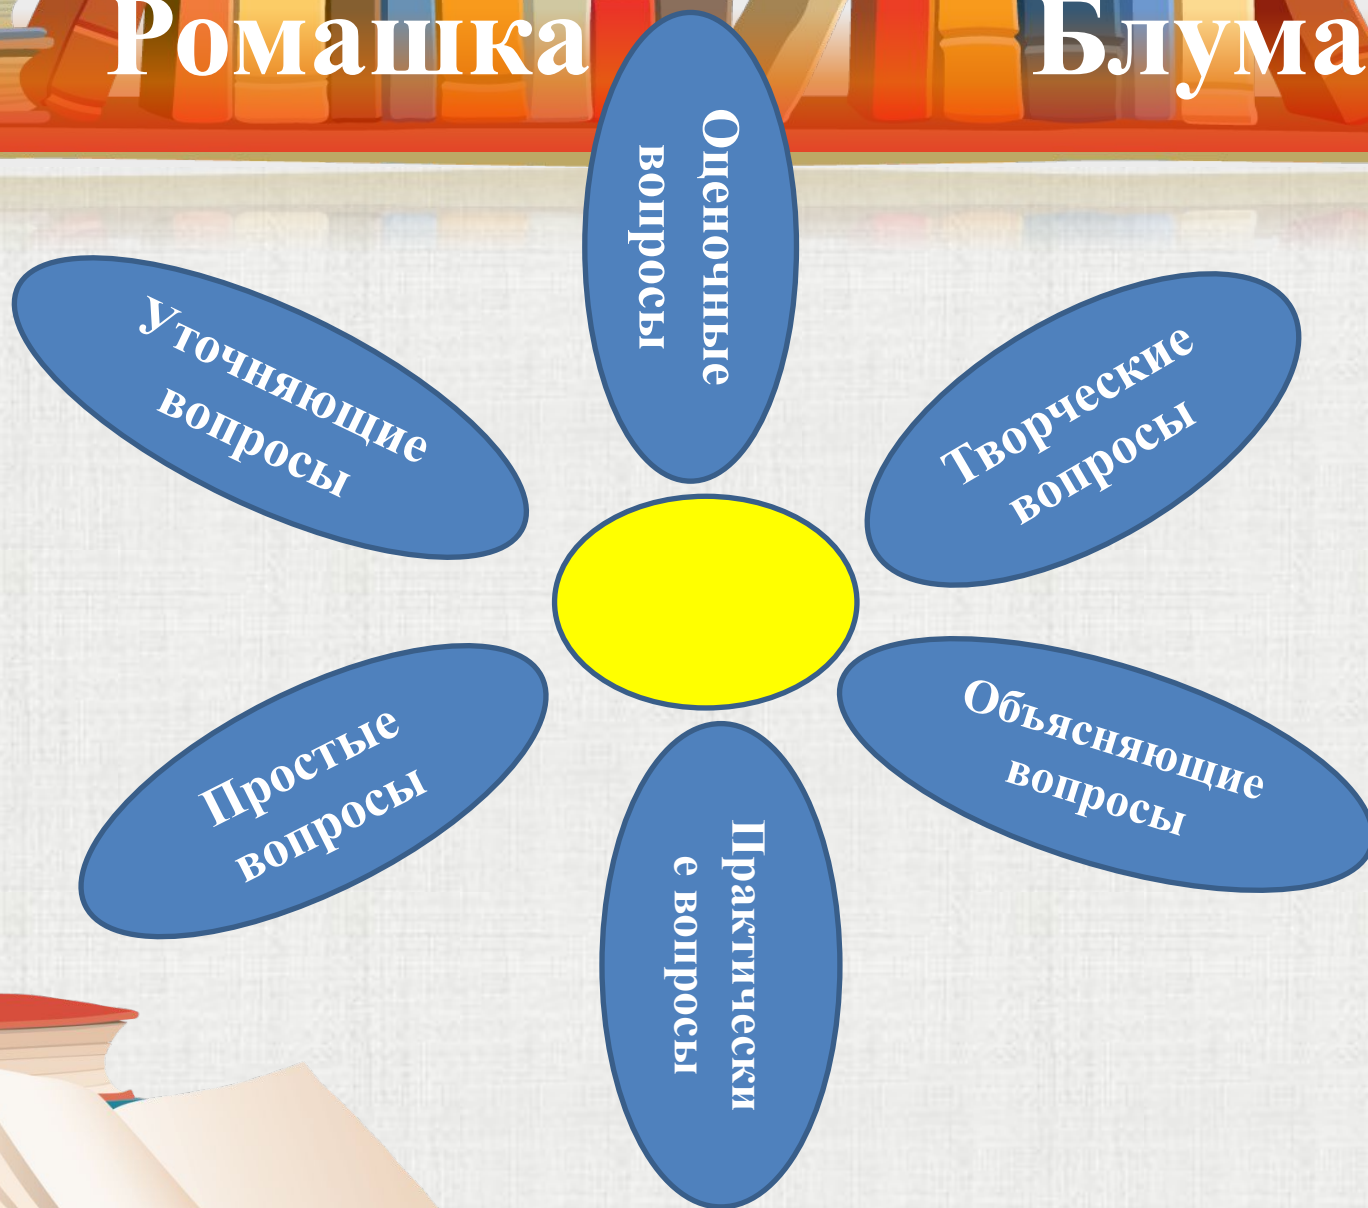 Ромашка Блума
Оценочные
вопросы
Уточняющие
вопросы
Творческие
вопросы
Простые
вопросы
Объясняющие
вопросы
Практически
е вопросы